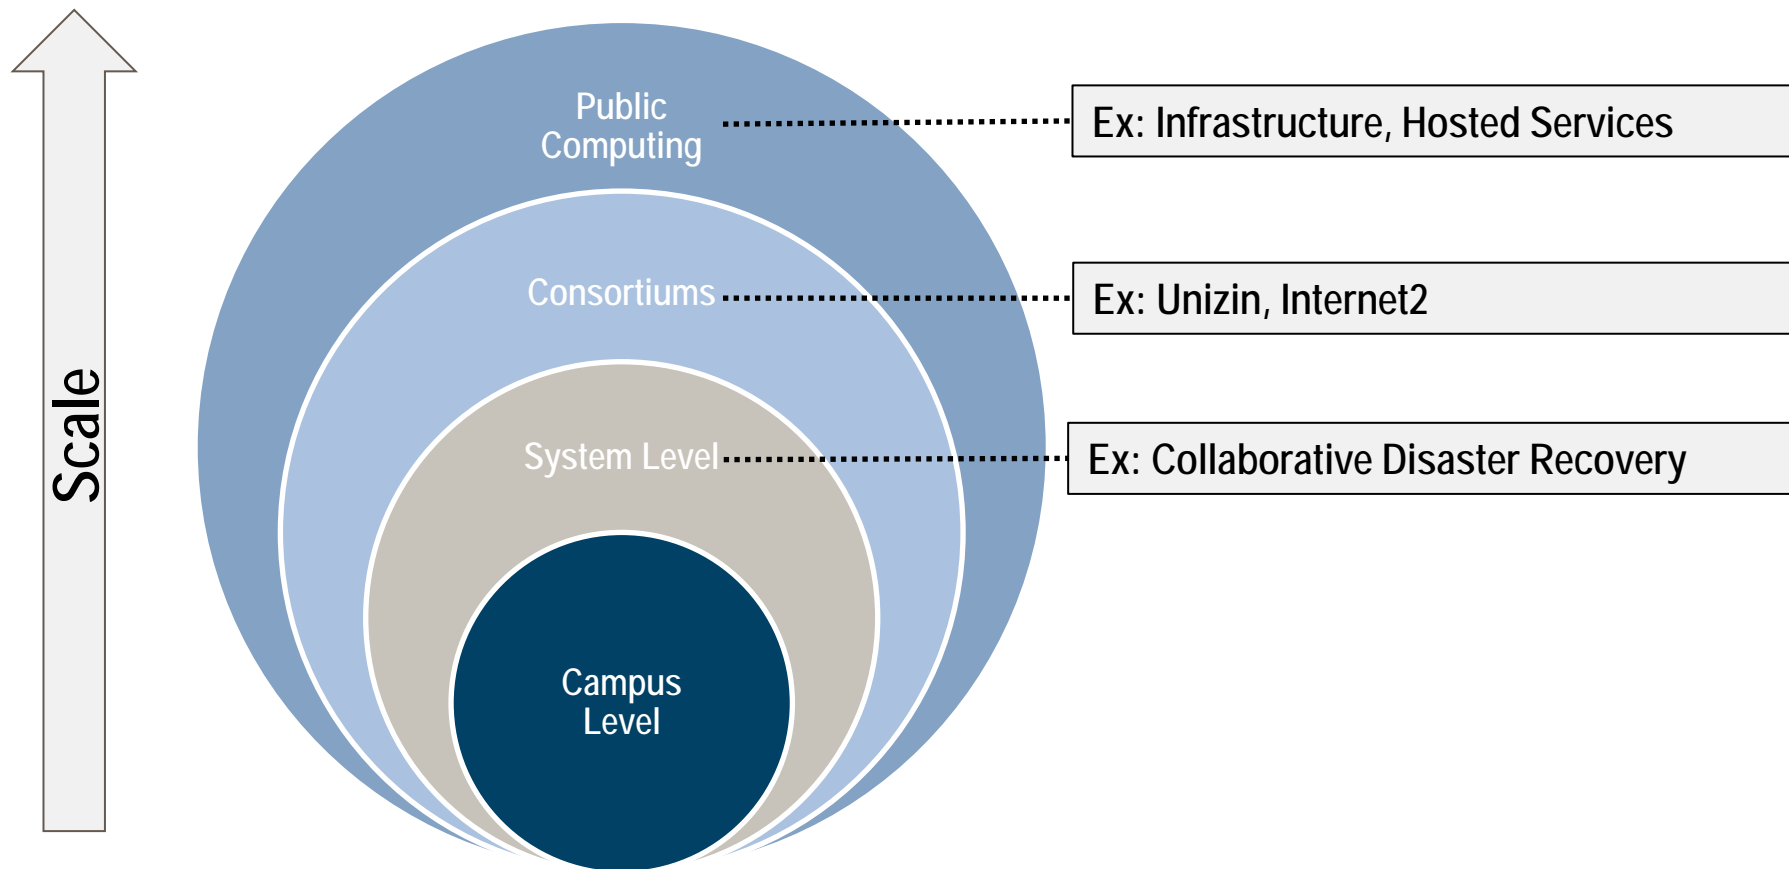 Scale
Public
Computing
Ex: Infrastructure, Hosted Services
Consortiums
Ex: Unizin, Internet2
System Level
Ex: Collaborative Disaster Recovery
Campus
Level